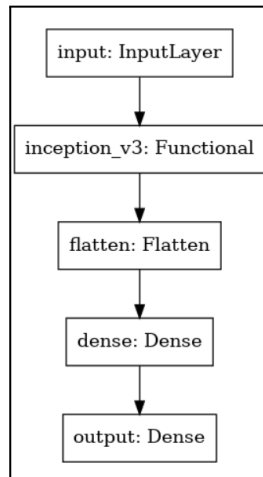 input: InputLayer
inception_v3: Functional
flatten: Flatten
dense: Dense
output: Dense